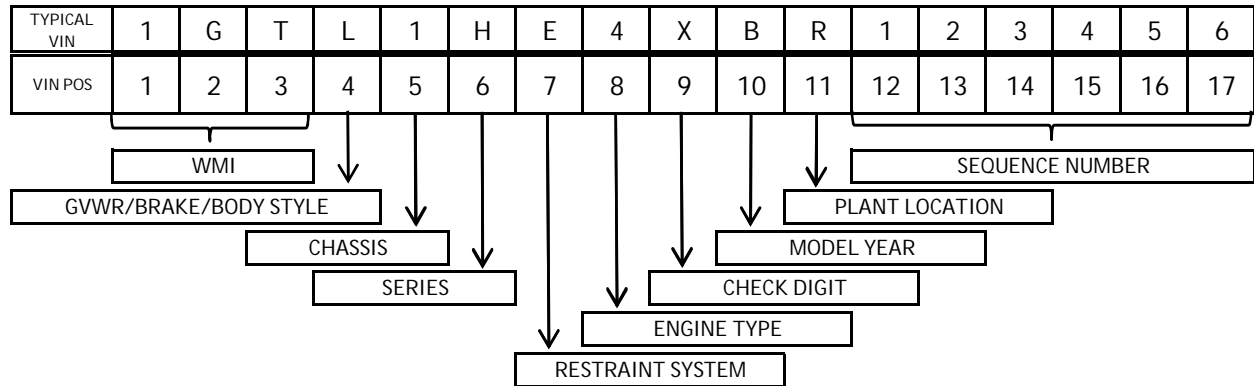 TYPICAL VIN 1 G T L 1 H E 4 X B R 1 2 3 4 5 6
VIN POS 1 2 3 4 5 6 7 8 9 10 11 12 13 14 15 16 17
WMI SEQUENCE NUMBER
GVWR/BRAKE/BODY STYLE PLANT LOCATION
CHASSIS MODEL YEAR
SERIES CHECK DIGIT
ENGINE TYPE
RESTRAINT SYSTEM